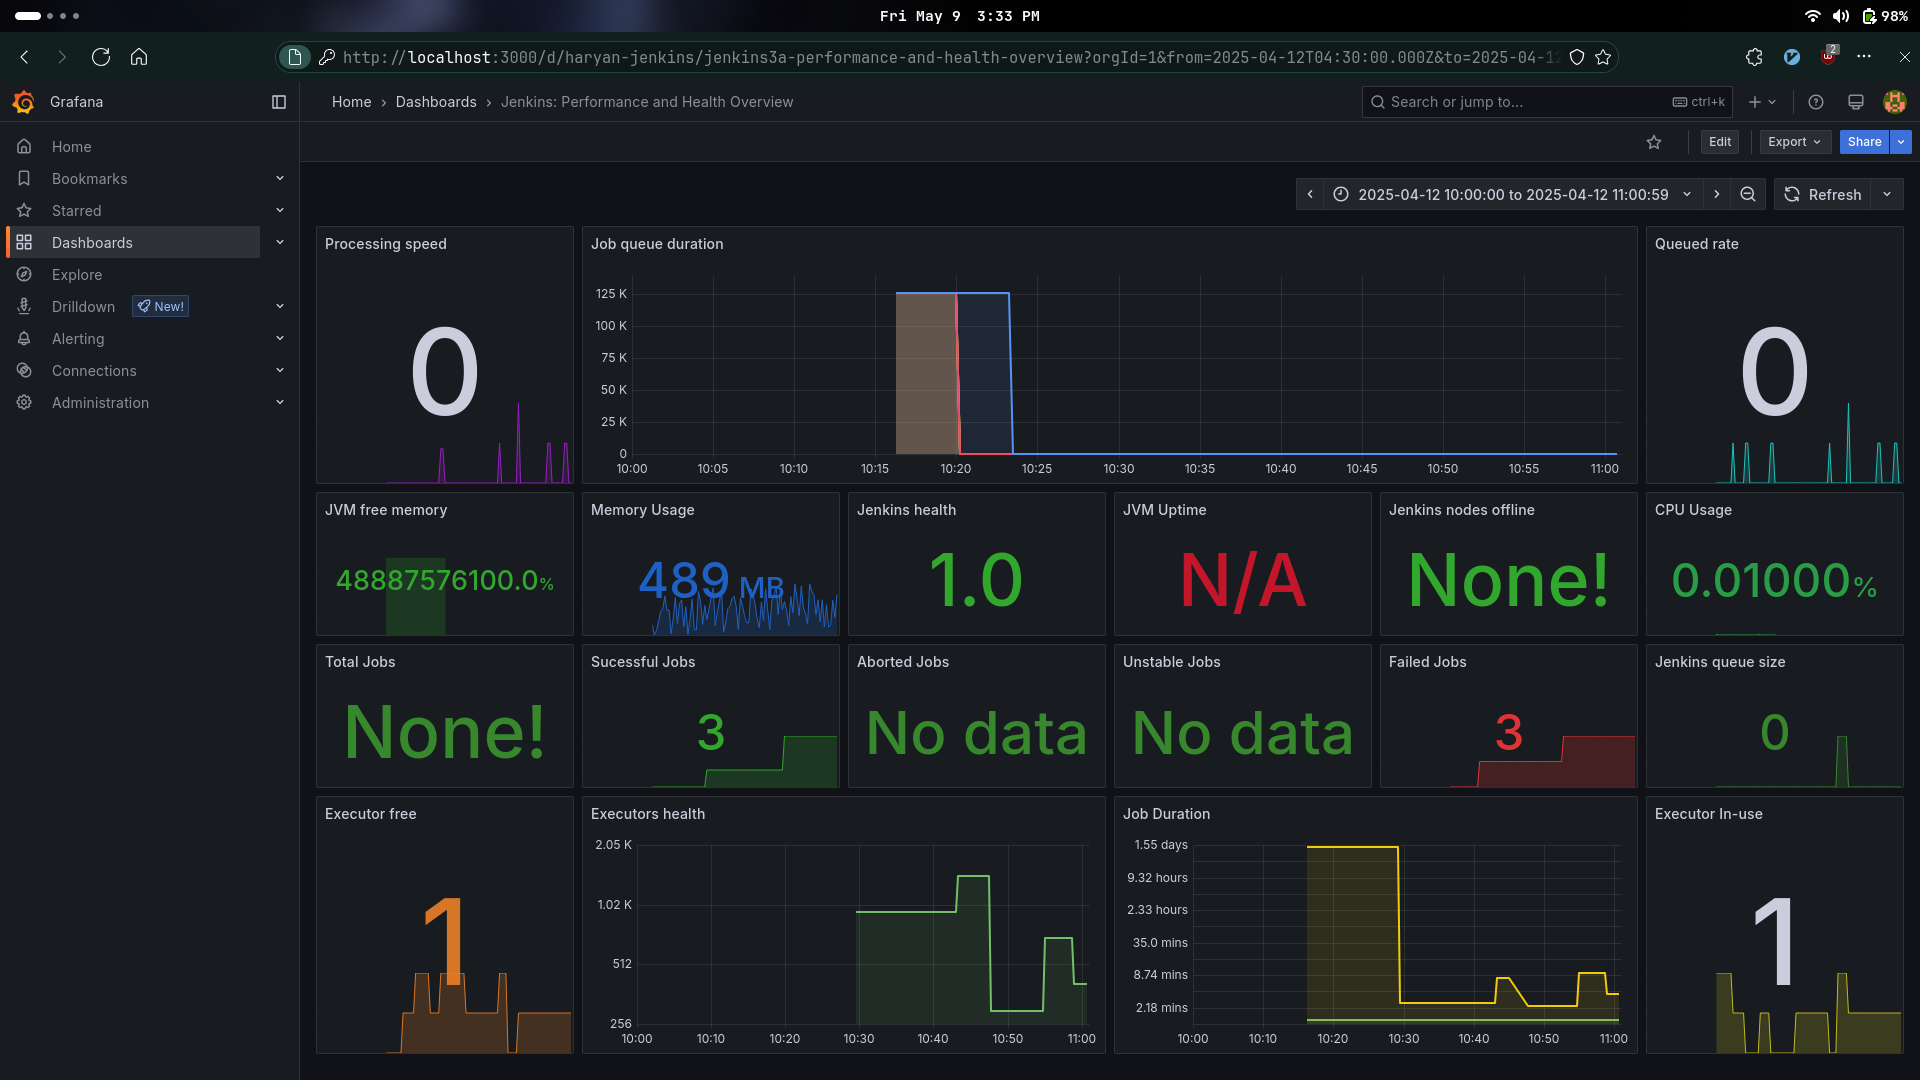 Fri May 9 3:33 PM
98%
http://localhost:3000/d/haryan-jenkins/jenkins3a-performance-and-health-overview?orgId=1&from=2025-04-12T04:30:00.000Z&to=2025-04-12
2
Grafana
Home › Dashboards › Jenkins: Performance and Health Overview
Search or jump to...
ctrl+k
Home
Bookmarks
Starred
Dashboards
Explore
Drilldown
New!
Alerting
Connections
Administration
Edit
Export
Share
2025-04-12 10:00:00 to 2025-04-12 11:00:59
Refresh
Processing speed
0
Job queue duration
125 K
100 K
75 K
50 K
25 K
0
10:00 10:05 10:10 10:15 10:20 10:25 10:30 10:35 10:40 10:45 10:50 10:55 11:00
Queued rate
0
JVM free memory
48887576100.0%
Memory Usage
489 MB
Jenkins health
1.0
JVM Uptime
N/A
Jenkins nodes offline
None!
CPU Usage
0.01000%
Total Jobs
None!
Sucessful Jobs
3
Aborted Jobs
No data
Unstable Jobs
No data
Failed Jobs
3
Jenkins queue size
0
Executor free
1
Executors health
2.05 K
1.02 K
512
256
10:00 10:10 10:20 10:30 10:40 10:50 11:00
Job Duration
1.55 days
9.32 hours
2.33 hours
35.0 mins
8.74 mins
2.18 mins
10:00 10:10 10:20 10:30 10:40 10:50 11:00
Executor In-use
1